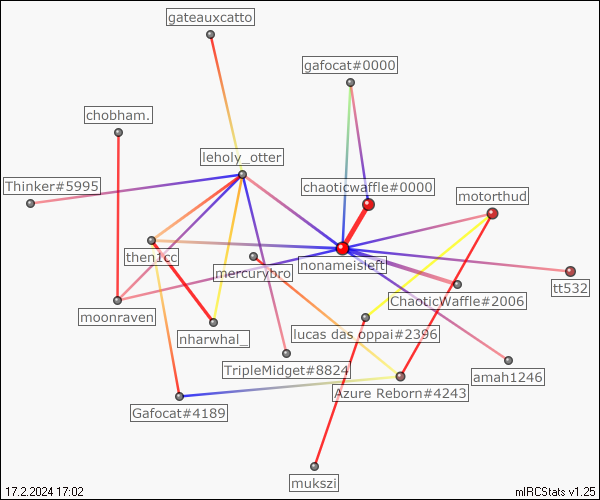 gateauxcatto
gafocat#0000
chobham.
leholy_otter
Thinker#5995
chaoticwaffle#0000
motorthud
then1cc
nonameisleft
mercurybro
tt532
ChaoticWaffle#2006
moonraven
nharwhal_
lucas das oppai#2396
TripleMidget#8824
amah1246
Azure Reborn#4243
Gafocat#4189
mukszi
17.2.2024 17:02
mIRCStats v1.25